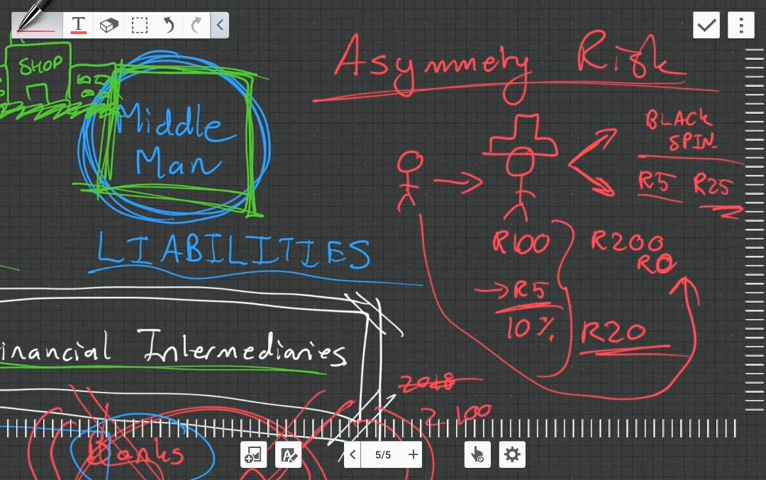 T
SHOP
Middle
Man
LIABILITIES
inancial Intermediaries
Banks
Asymmetry Risk
BLACK
SPIN
R5 R25
R100
→R5
10%
R200
R0
R20
2018
2 100
5/5